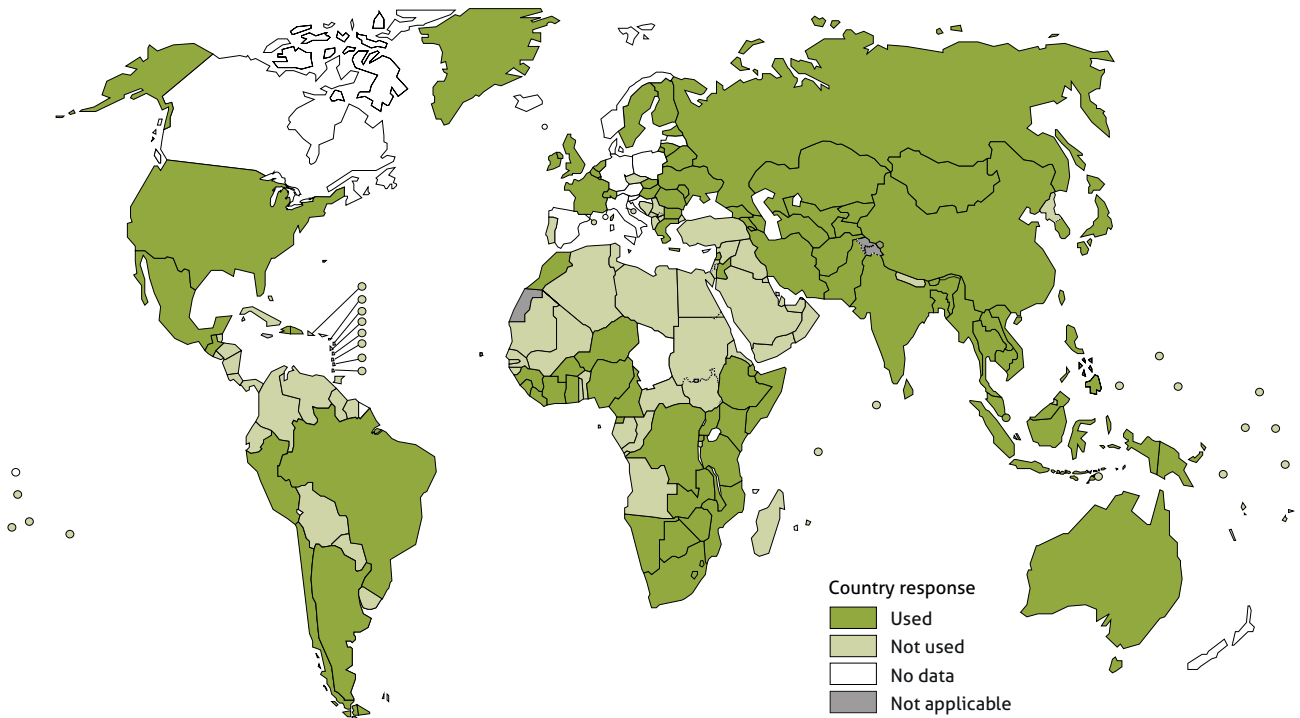 Country response
Used
Not used
No data
Not applicable